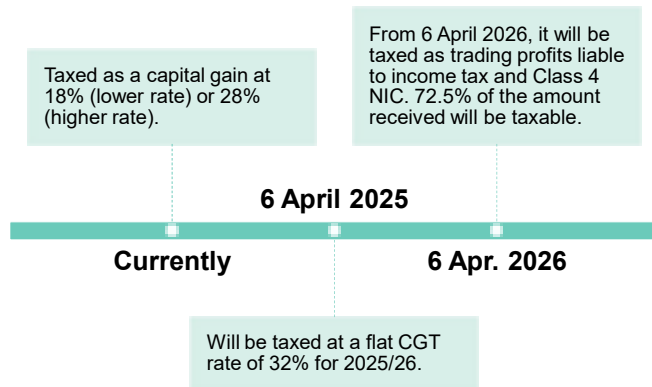 Taxed as a capital gain at
18% (lower rate) or 28%
(higher rate).
From 6 April 2026, it will be
taxed as trading profits liable
to income tax and Class 4
NIC. 72.5% of the amount
received will be taxable.
6 April 2025
Currently
6 Apr. 2026
Will be taxed at a flat CGT
rate of 32% for 2025/26.